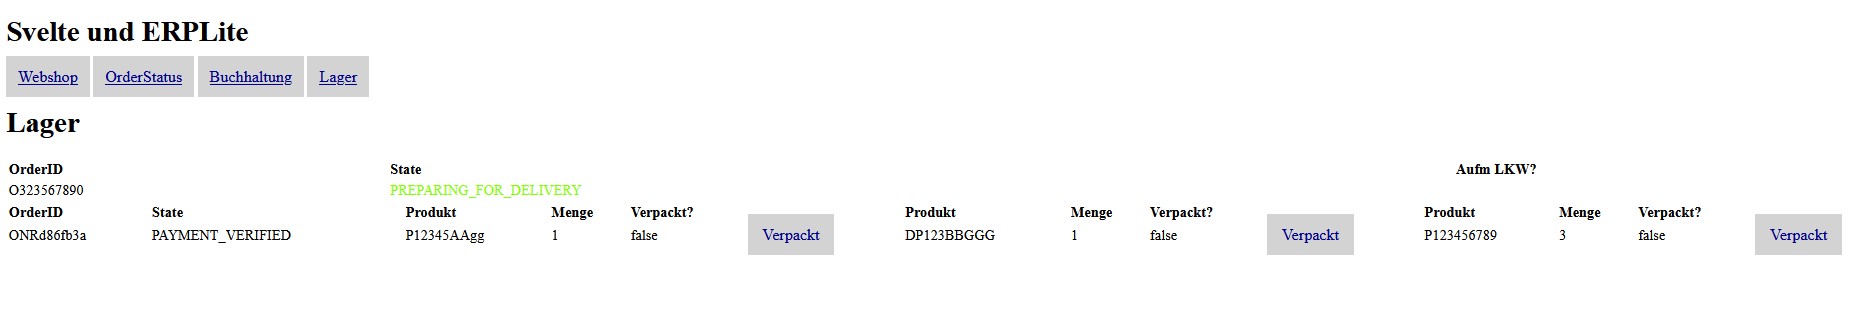 Svelte und ERPLite
Webshop OrderStatus Buchhaltung Lager
Lager
OrderID State Aufm LKW?
O323567890 PREPARING_FOR_DELIVERY
OrderID State Produkt Menge Verpackt? Produkt Menge Verpackt? Produkt Menge Verpackt?
ONRd86fb3a PAYMENT_VERIFIED P12345AAgg 1 false Verpackt DP123BBGGG 1 false Verpackt P123456789 3 false Verpackt